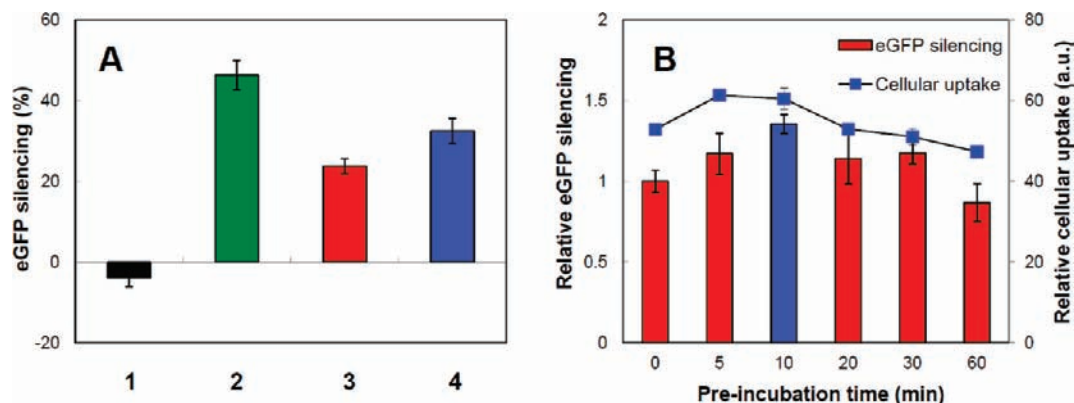 A
eGFP silencing (%)
60
40
20
0
-20
1 2 3 4
B
eGFP silencing
Cellular uptake
Relative eGFP silencing
2
1.5
1
0.5
0
80
60
40
20
0
Relative cellular uptake (a.u.)
0 5 10 20 30 60
Pre-incubation time (min)